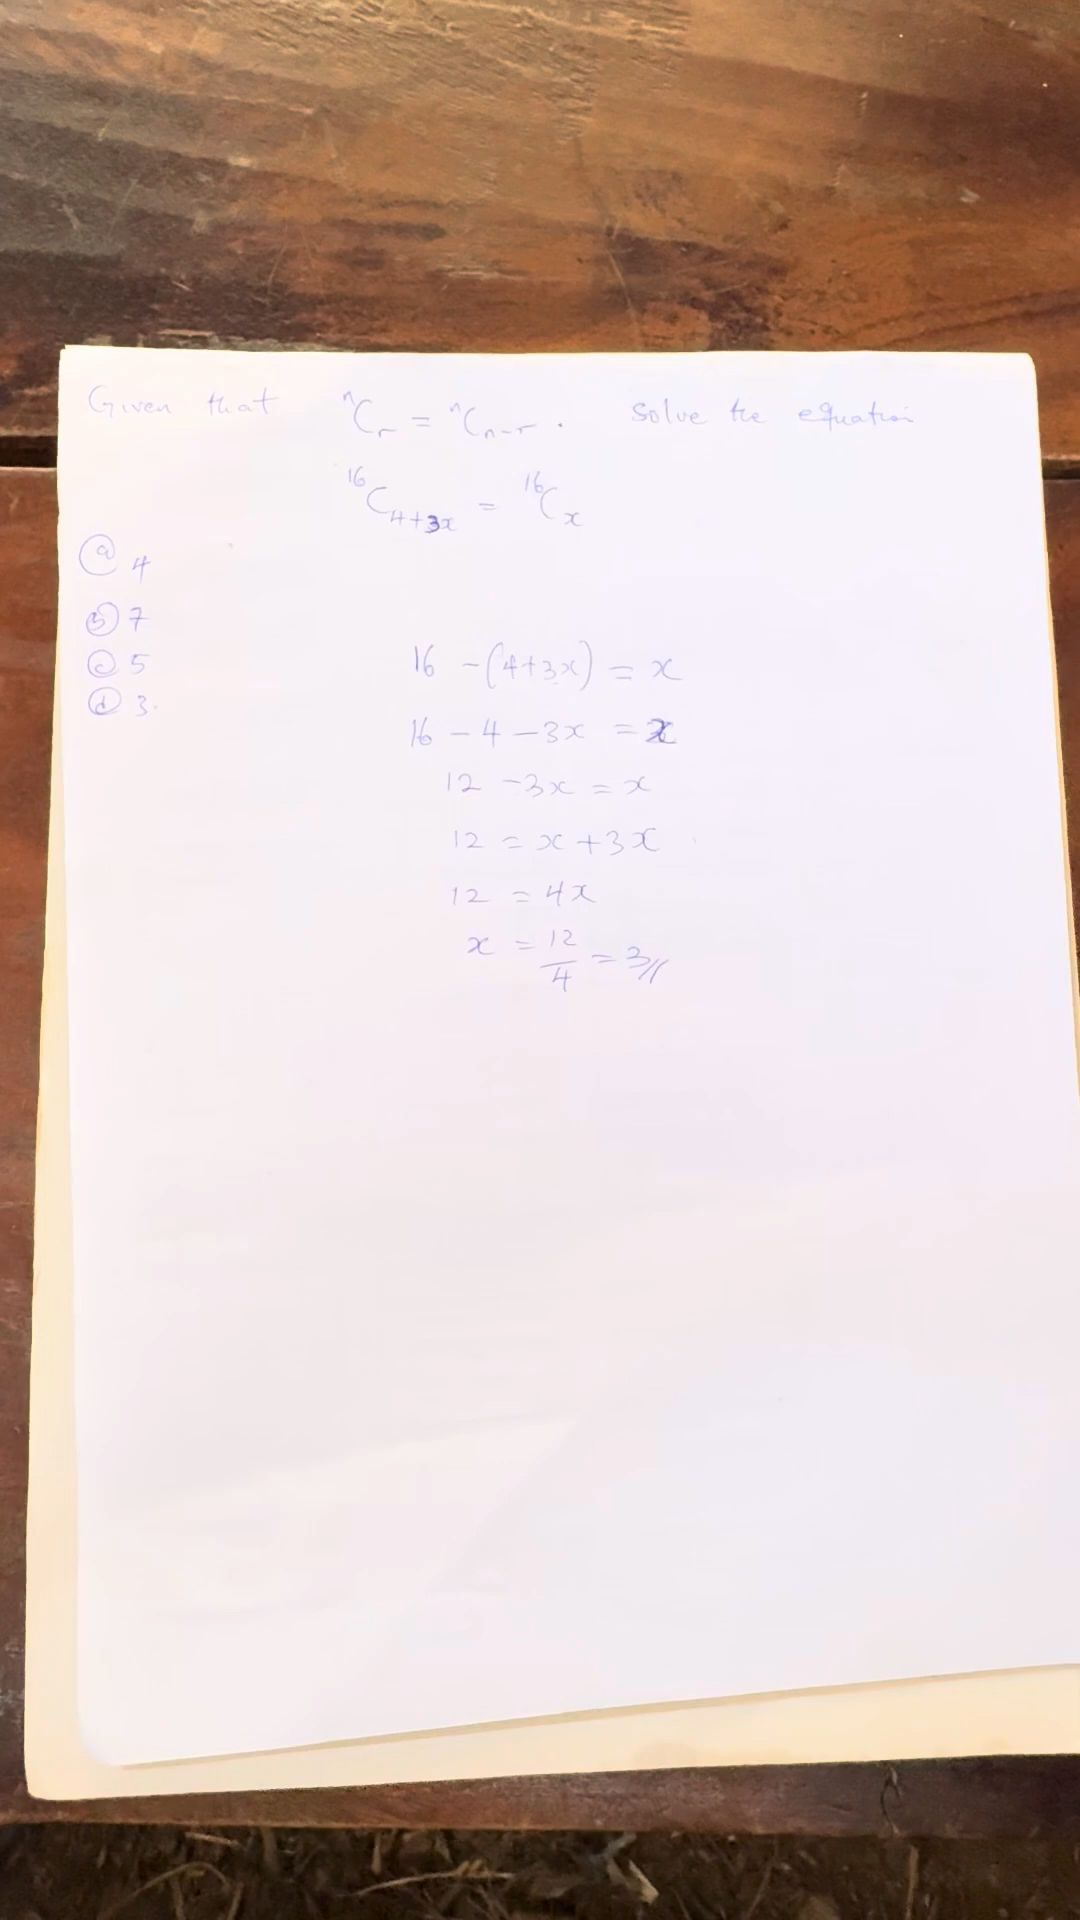 Given that ⁿCᵣ = ⁿCₙ₋ᵣ . Solve the equation
¹⁶C₄₊₃ₓ = ¹⁶Cₓ
(a) 4
(b) 7
(c) 5
(d) 3.
16 - (4+3x) = x
16 - 4 - 3x = x
12 - 3x = x
12 = x + 3x
12 = 4x
x = 12/4 = 3//